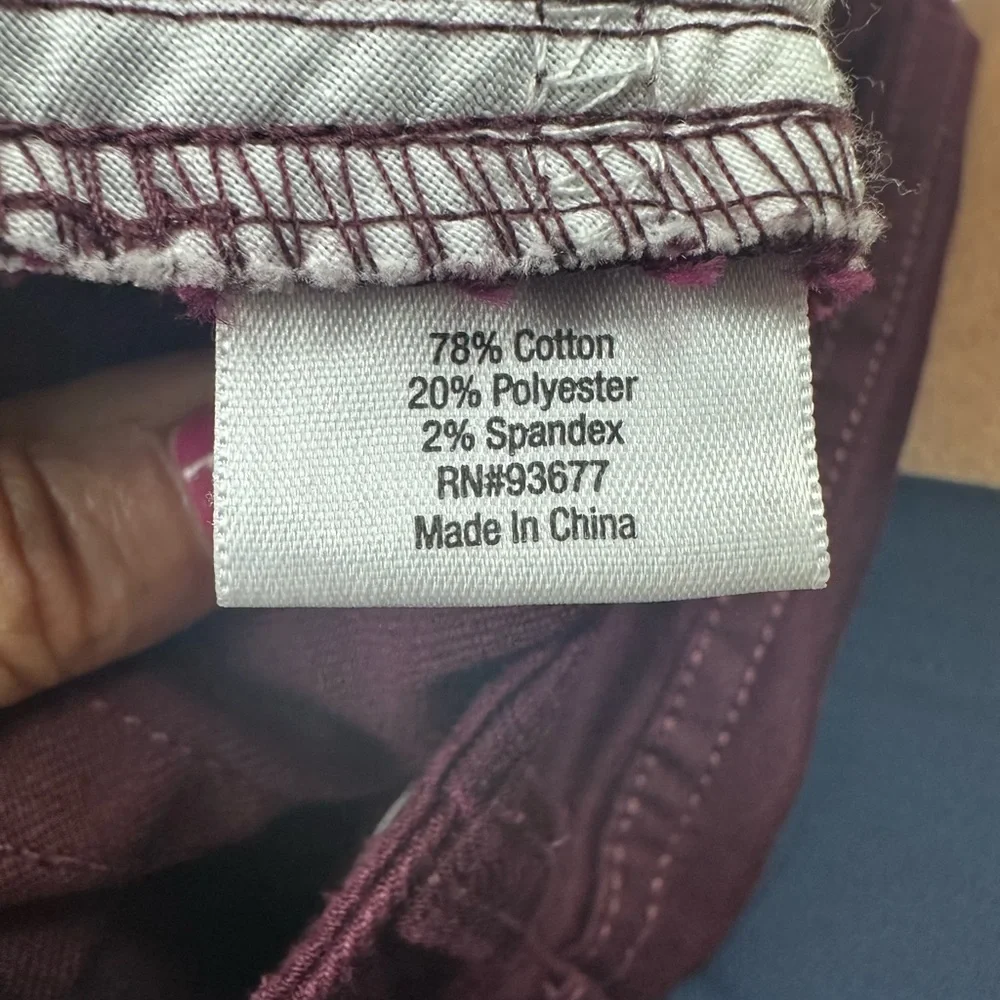 78% Cotton
20% Polyester
2% Spandex
RN#93677
Made In China